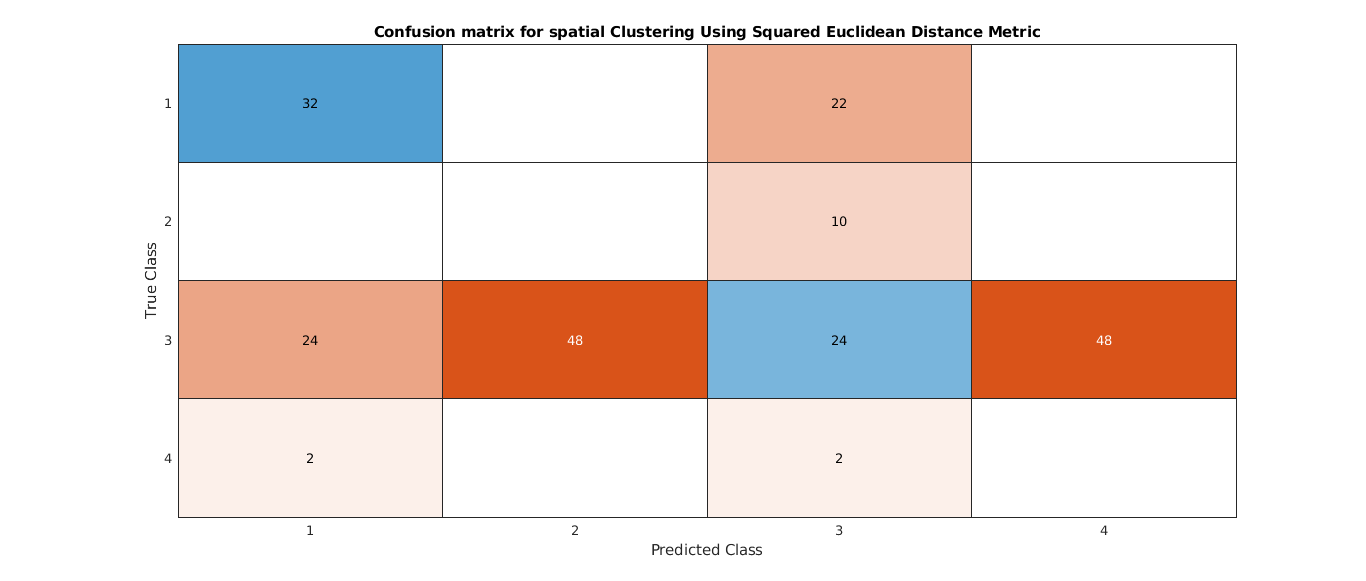 Confusion matrix for spatial Clustering Using Squared Euclidean Distance Metric
1 32 22
2 10
True Class
3 24 48 24 48
4 2 2
1 2 3 4
Predicted Class